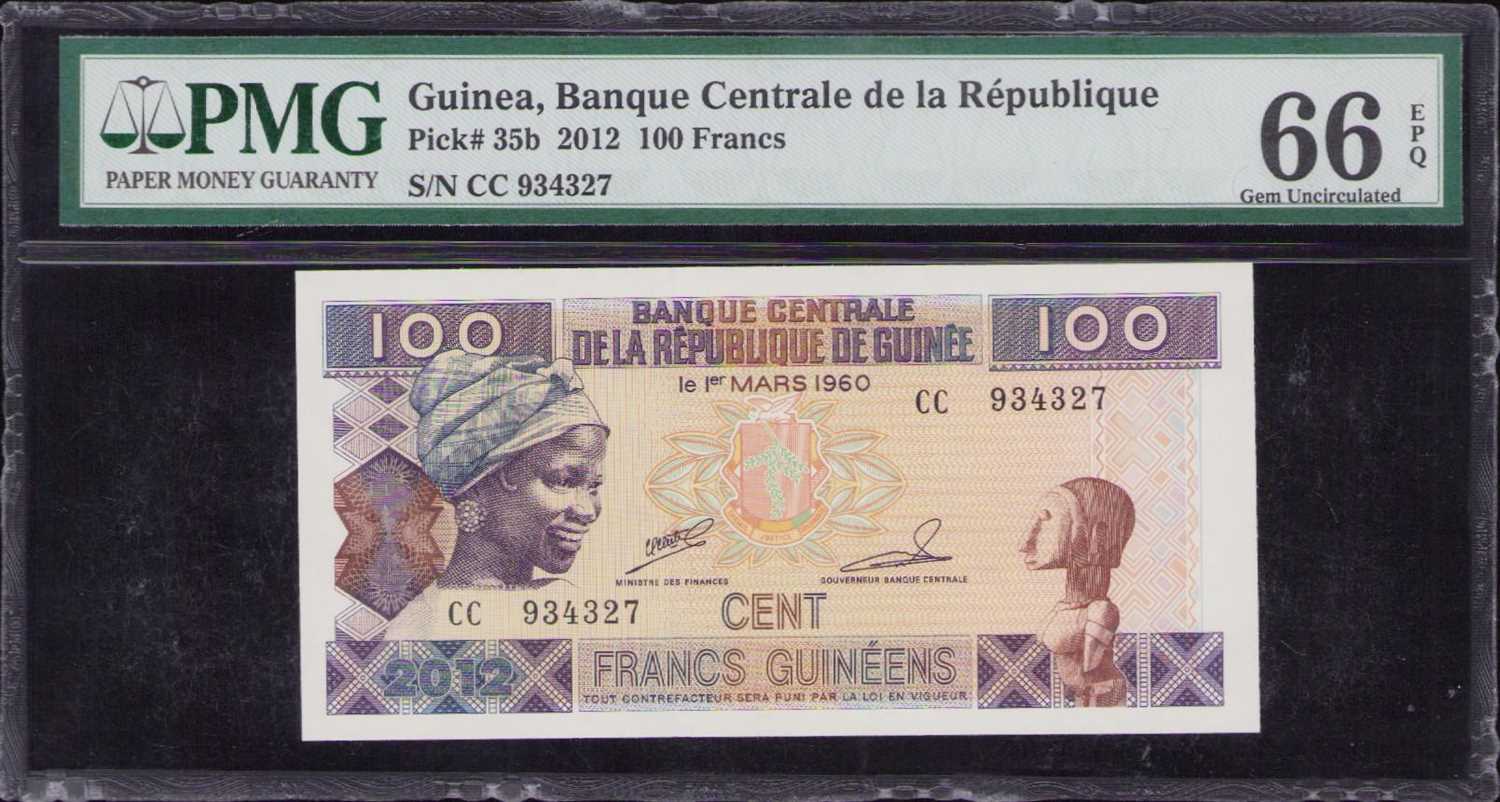 PMG
PAPER MONEY GUARANTY
Guinea, Banque Centrale de la République
Pick# 35b 2012 100 Francs
S/N CC 934327
66
EPQ
Gem Uncirculated
100
BANQUE CENTRALE
DE LA RÉPUBLIQUE DE GUINÉE
100
le 1er MARS 1960
CC 934327
MINISTRE DES FINANCES
GOUVERNEUR BANQUE CENTRALE
CC 934327
CENT
2012
FRANCS GUINÉENS
TOUT CONTREFACTEUR SERA PUNI PAR LA LOI EN VIGUEUR